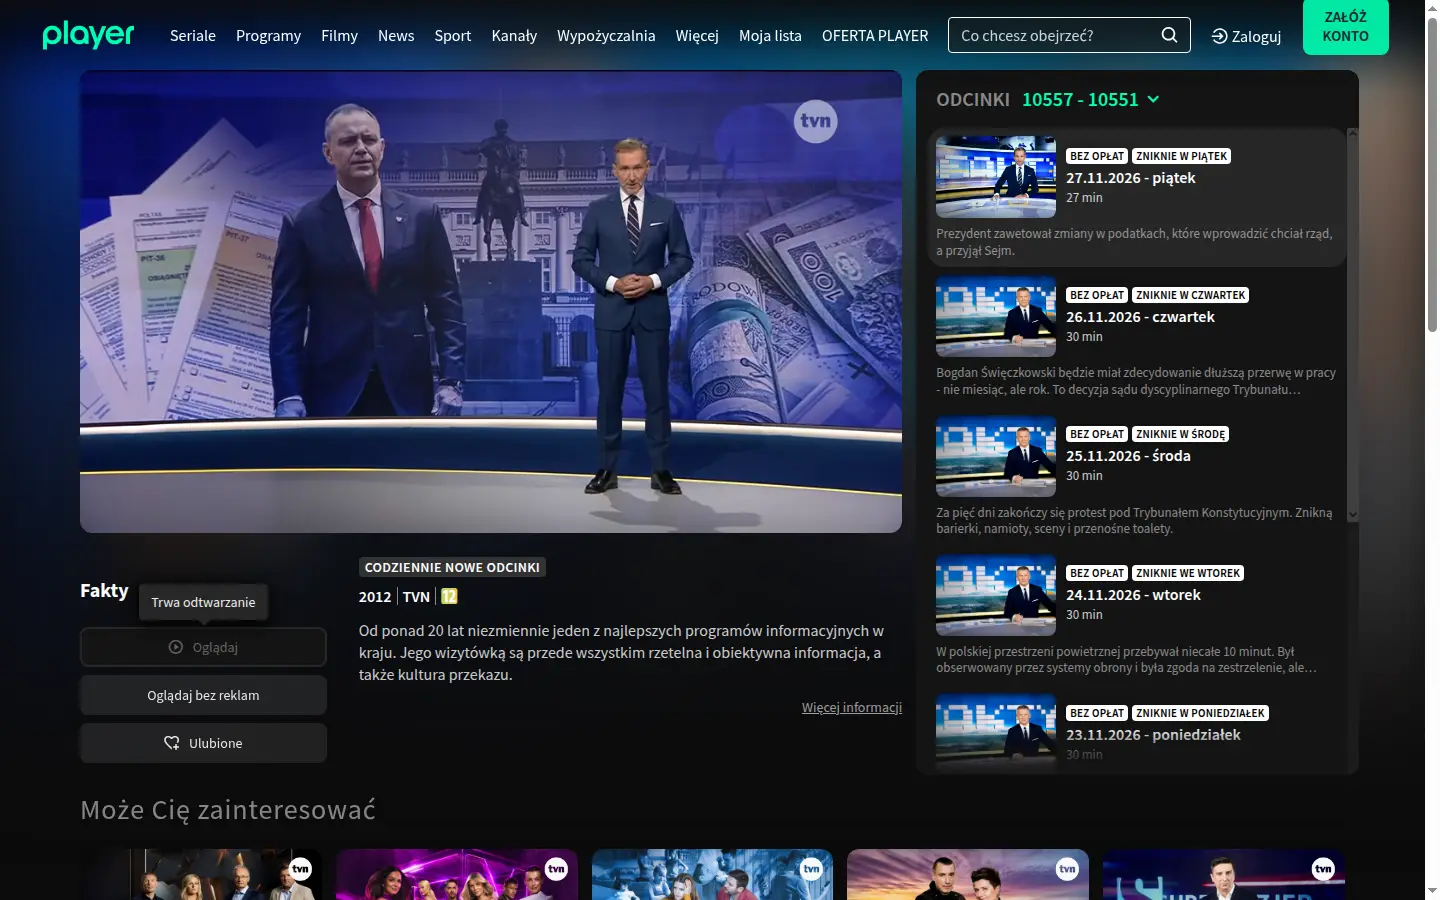 player
Seriale
Programy
Filmy
News
Sport
Kanały
Wypożyczalnia
Więcej
Moja lista
OFERTA PLAYER
Co chcesz obejrzeć?
Zaloguj
ZAŁÓŻ
KONTO
tvn
PIT-36
PIT-37
ODCINKI 10557 - 10551
BEZ OPŁAT ZNIKNIE W PIĄTEK
27.11.2026 - piątek
27 min
Prezydent zawetował zmiany w podatkach, które wprowadzić chciał rząd,
a przyjął Sejm.
BEZ OPŁAT ZNIKNIE W CZWARTEK
26.11.2026 - czwartek
30 min
Bogdan Święczkowski będzie miał zdecydowanie dłuższą przerwę w pracy
- nie miesiąc, ale rok. To decyzja sądu dyscyplinarnego Trybunału…
BEZ OPŁAT ZNIKNIE W ŚRODĘ
25.11.2026 - środa
30 min
Za pięć dni zakończy się protest pod Trybunałem Konstytucyjnym. Znikną
barierki, namioty, sceny i przenośne toalety.
BEZ OPŁAT ZNIKNIE WE WTOREK
24.11.2026 - wtorek
30 min
W polskiej przestrzeni powietrznej przebywał niecałe 10 minut. Był
obserwowany przez systemy obrony i była zgoda na zestrzelenie, ale…
BEZ OPŁAT ZNIKNIE W PONIEDZIAŁEK
23.11.2026 - poniedziałek
30 min
Fakty
Trwa odtwarzanie
Oglądaj
Oglądaj bez reklam
Ulubione
CODZIENNIE NOWE ODCINKI
2012 TVN 12
Od ponad 20 lat niezmiennie jeden z najlepszych programów informacyjnych w
kraju. Jego wizytówką są przede wszystkim rzetelna i obiektywna informacja, a
także kultura przekazu.
Więcej informacji
Może Cię zainteresować
tvn
tvn
tvn
tvn
tvn